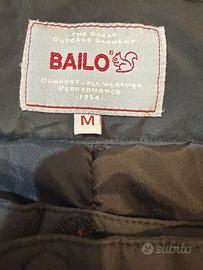 The Great
Outdoor Garment
BAILO®
Comfort-All Weather
Performance
-1954-
M
subito